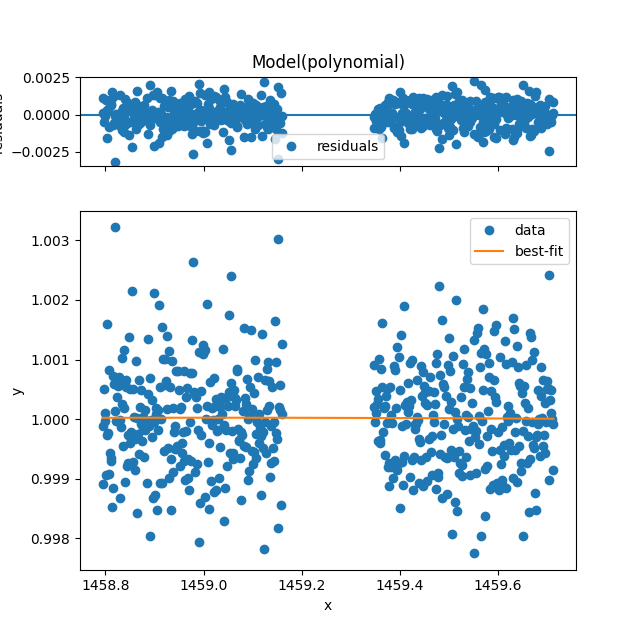 Model(polynomial)
0.0025
0.0000
−0.0025
residuals
residuals
data
best-fit
1.003
1.002
1.001
1.000
0.999
0.998
y
1458.8 1459.0 1459.2 1459.4 1459.6
x